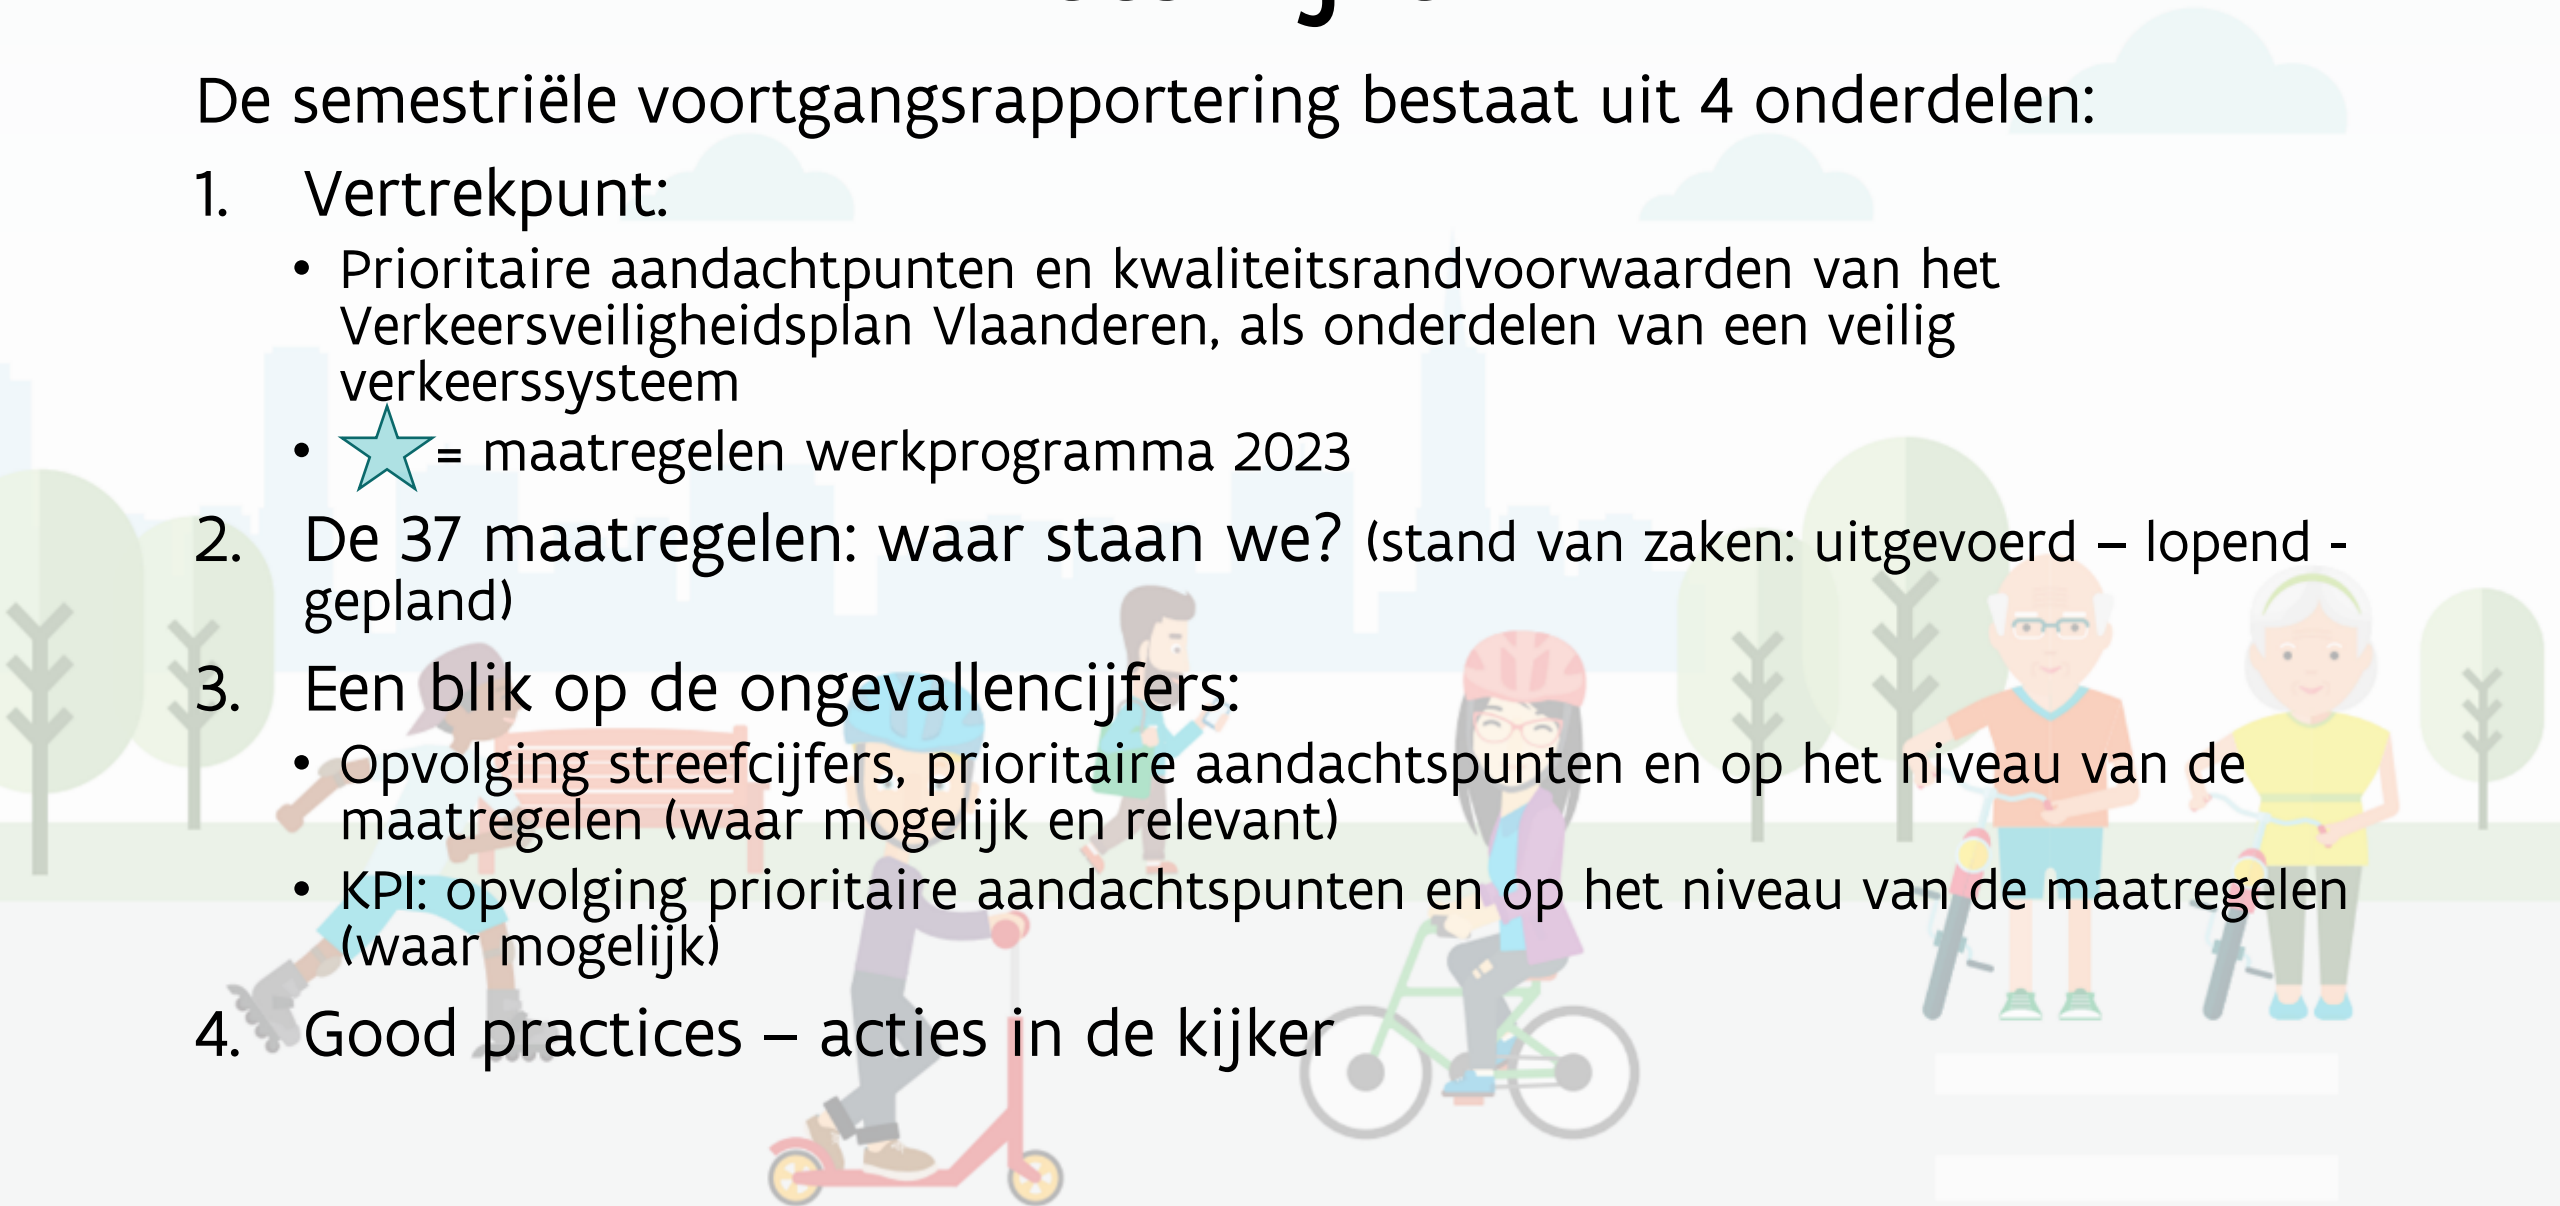 De semestriële voortgangsrapportering bestaat uit 4 onderdelen:
1. Vertrekpunt:
• Prioritaire aandachtpunten en kwaliteitsrandvoorwaarden van het
Verkeersveiligheidsplan Vlaanderen, als onderdelen van een veilig
verkeerssysteem
• = maatregelen werkprogramma 2023
2. De 37 maatregelen: waar staan we? (stand van zaken: uitgevoerd – lopend -
gepland)
3. Een blik op de ongevallencijfers:
• Opvolging streefcijfers, prioritaire aandachtspunten en op het niveau van de
maatregelen (waar mogelijk en relevant)
• KPI: opvolging prioritaire aandachtspunten en op het niveau van de maatregelen
(waar mogelijk)
4. Good practices – acties in de kijker